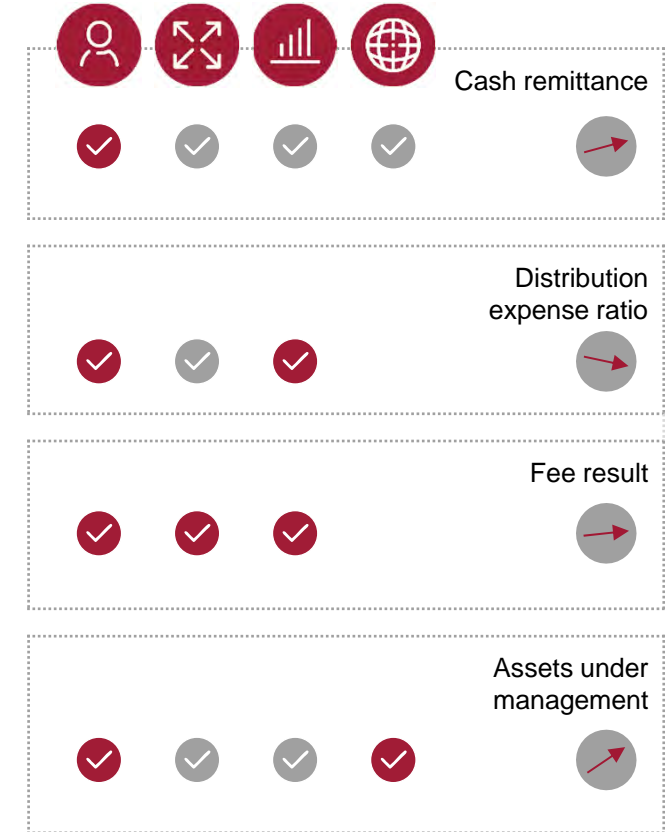 Cash remittance
Distribution
expense ratio
Fee result
Assets under
management